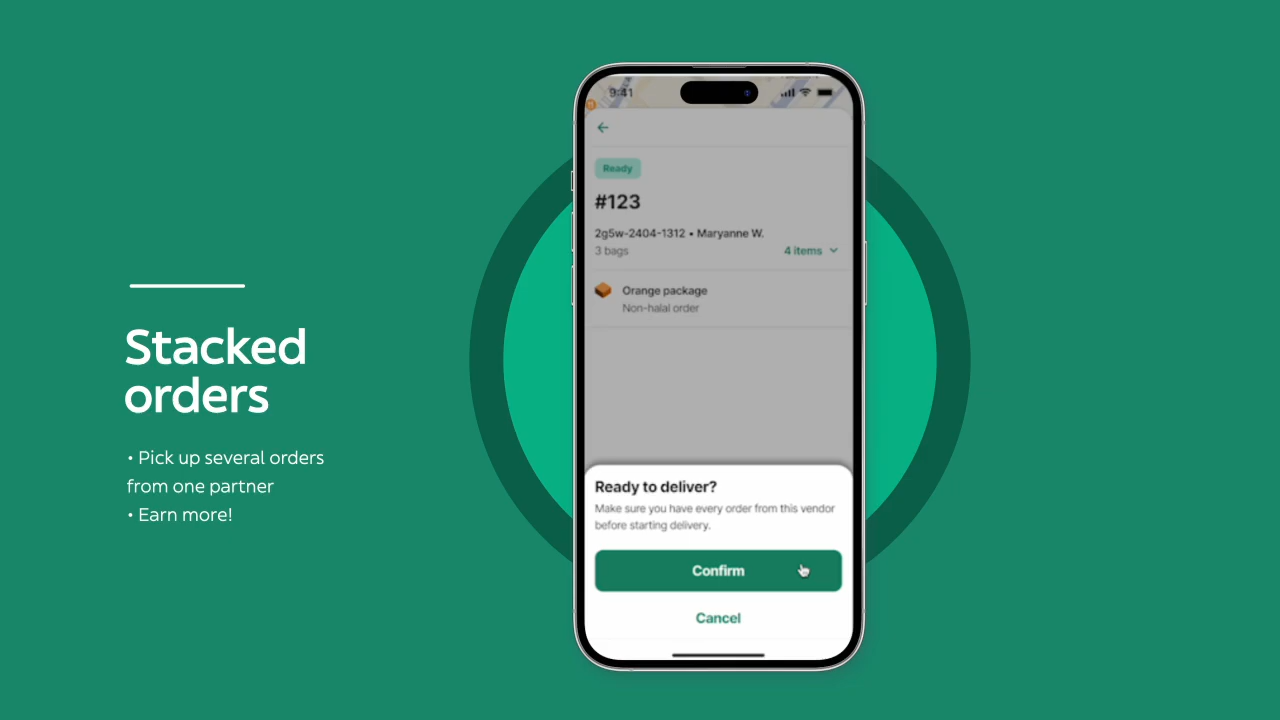 Stacked
orders
• Pick up several orders
from one partner
• Earn more!
9:41
Ready
#123
2g5w-2404-1312 • Maryanne W.
3 bags
4 items
Orange package
Non-halal order
Ready to deliver?
Make sure you have every order from this vendor
before starting delivery.
Confirm
Cancel